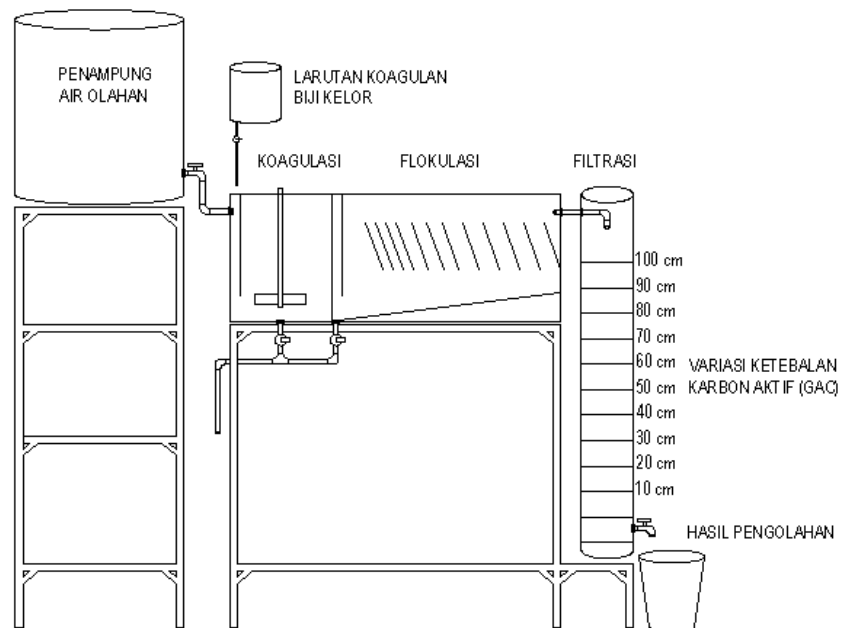 PENAMPUNG
AIR OLAHAN
LARUTAN KOAGULAN
BIJI KELOR
KOAGULASI
FLOKULASI
FILTRASI
100 cm
90 cm
80 cm
70 cm
60 cm
50 cm
40 cm
30 cm
20 cm
10 cm
VARIASI KETEBALAN
KARBON AKTIF (GAC)
HASIL PENGOLAHAN